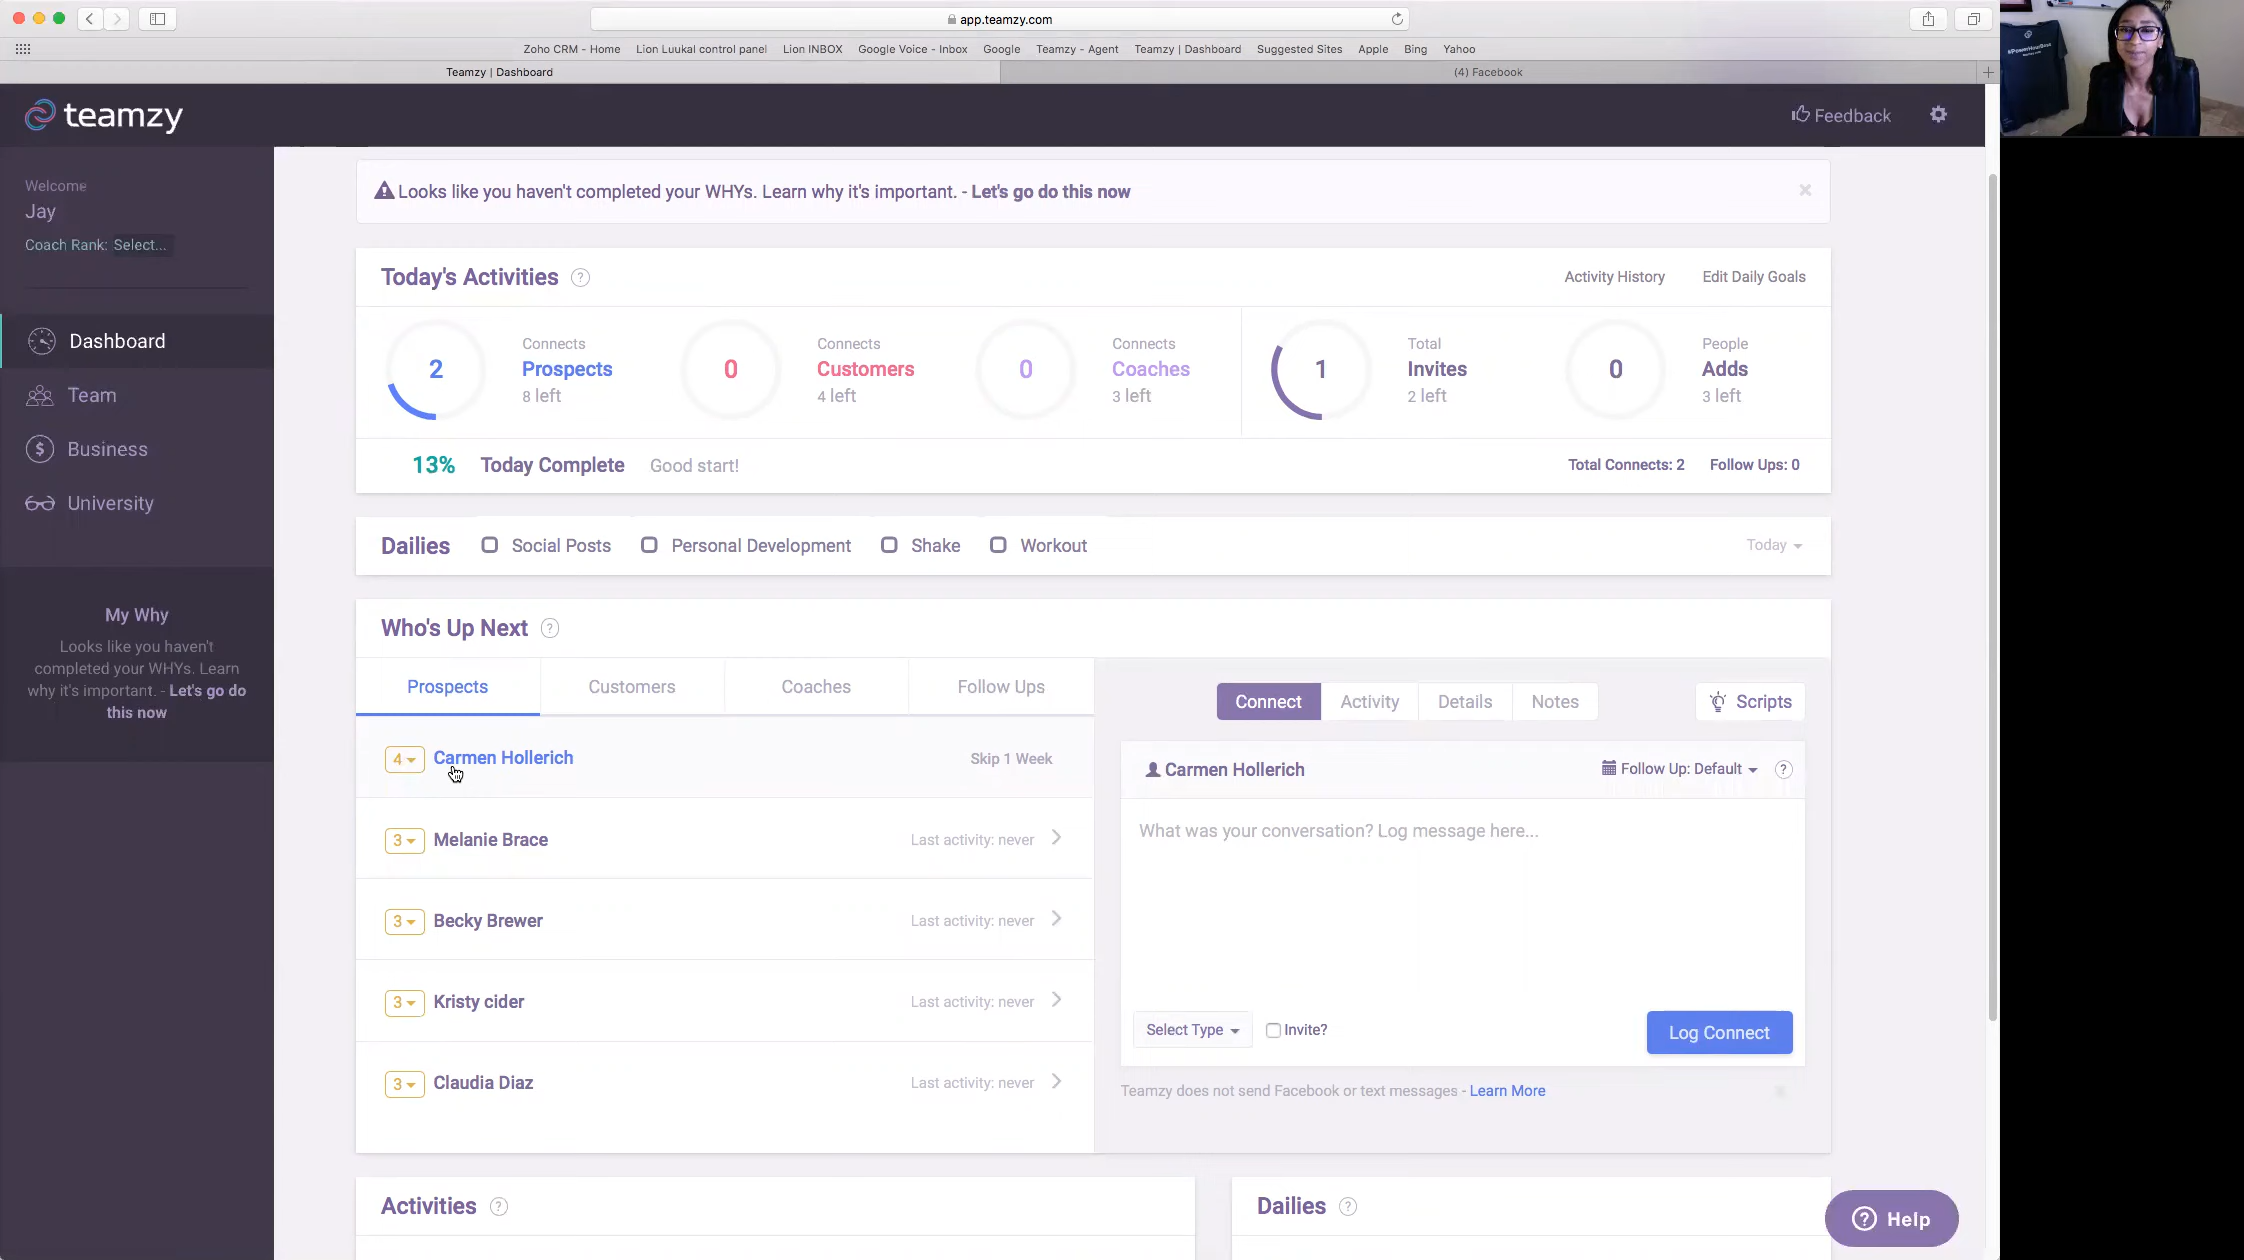 app.teamzy.com
Zoho CRM - Home
Lion Luukal control panel
Lion INBOX
Google Voice - Inbox
Google
Teamzy - Agent
Teamzy | Dashboard
Suggested Sites
Apple
Bing
Yahoo
Teamzy | Dashboard
(4) Facebook
teamzy
Feedback
Welcome
Jay
Coach Rank: Select...
Dashboard
Team
Business
University
My Why
Looks like you haven't
completed your WHYs. Learn
why it's important. - Let's go do
this now
Looks like you haven't completed your WHYs. Learn why it's important. - Let's go do this now
Today's Activities
Activity History
Edit Daily Goals
2
Connects
Prospects
8 left
0
Connects
Customers
4 left
0
Connects
Coaches
3 left
1
Total
Invites
2 left
0
People
Adds
3 left
13% Today Complete Good start!
Total Connects: 2
Follow Ups: 0
Dailies
Social Posts
Personal Development
Shake
Workout
Today
Who's Up Next
Prospects
Customers
Coaches
Follow Ups
4 Carmen Hollerich Skip 1 Week
3 Melanie Brace Last activity: never
3 Becky Brewer Last activity: never
3 Kristy cider Last activity: never
3 Claudia Diaz Last activity: never
Connect
Activity
Details
Notes
Scripts
Carmen Hollerich
Follow Up: Default
What was your conversation? Log message here...
Select Type
Invite?
Log Connect
Teamzy does not send Facebook or text messages - Learn More
Activities
Dailies
Help